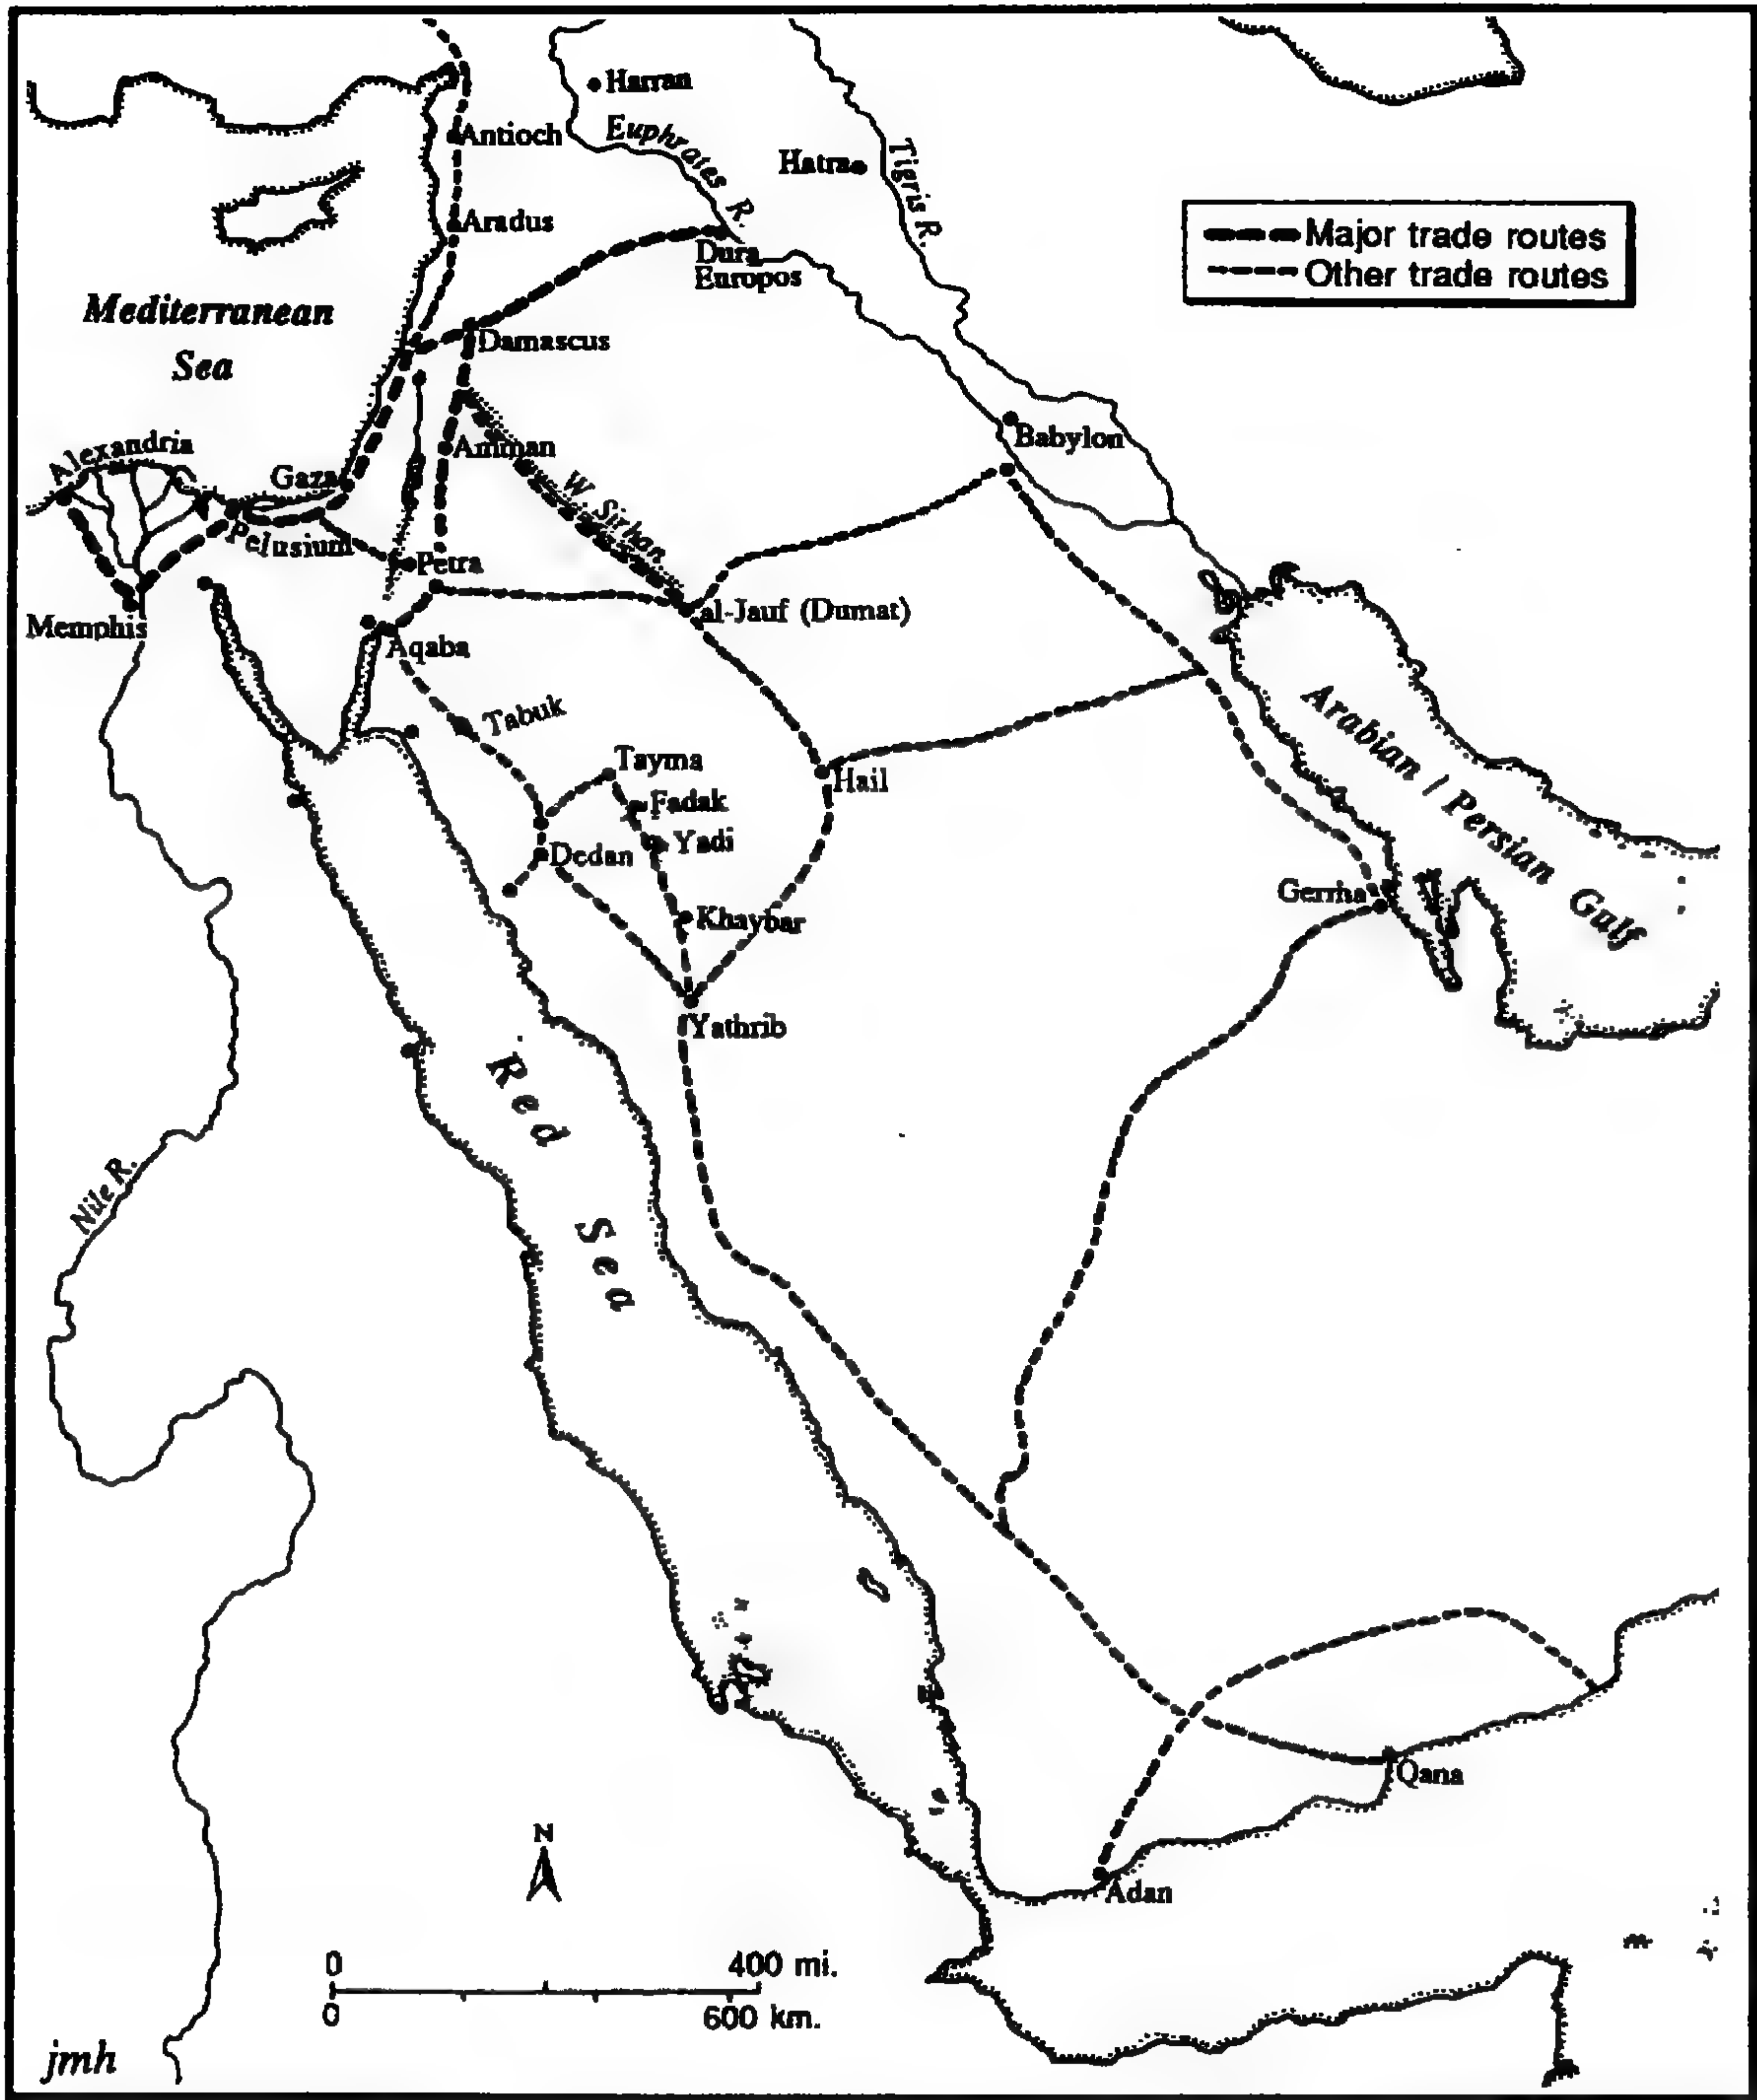 Harran
Euphrates R.
Antioch
Hatra
Tigris R.
Aradus
Major trade routes
Other trade routes
Dura
Europos
Mediterranean
Sea
Damascus
Babylon
Alexandria
Amman
Gaza
W. Sirhan
Pelusium
Petra
al-Jauf (Dumat)
Memphis
Aqaba
Tabuk
Tayma
Hail
Fadak
Yadi
Arabian / Persian Gulf
Dedan
Gerrha
Khaybar
Yathrib
Red Sea
Nile R.
Qana
N
Adan
0 400 mi.
0 600 km.
jmh